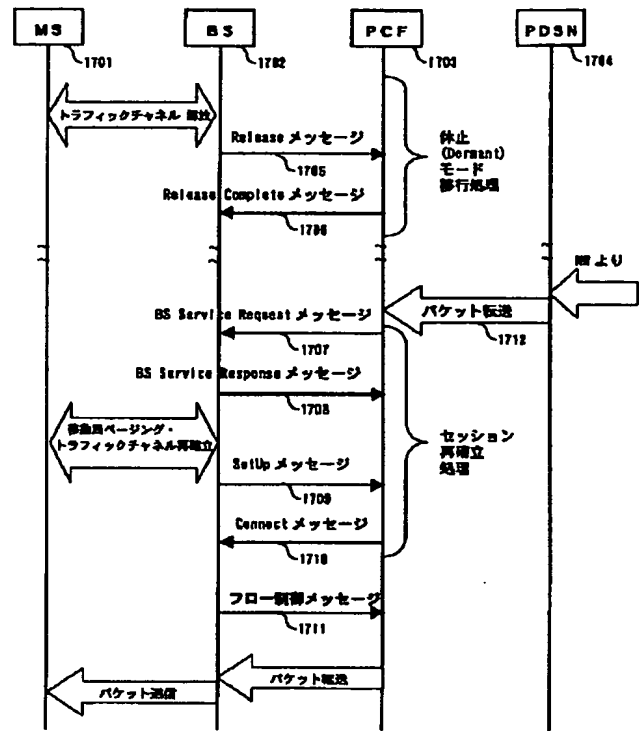 MS
BS
PCF
PDSN
1701
1702
1703
1704
トラフィックチャネル 解放
Release メッセージ
1705
休止
(Dormant)
モード
移行処理
Release Complete メッセージ
1706
NW より
パケット転送
1712
BS Service Request メッセージ
1707
BS Service Response メッセージ
1708
移動局ページング・
トラフィックチャネル再確立
セッション
再確立
処理
SetUp メッセージ
1709
Connect メッセージ
1710
フロー制御メッセージ
1711
パケット転送
パケット送信